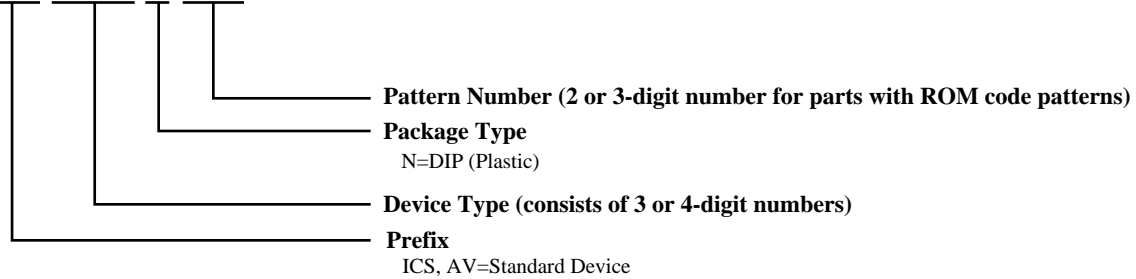 Pattern Number (2 or 3-digit number for parts with ROM code patterns)
Package Type
N=DIP (Plastic)
Device Type (consists of 3 or 4-digit numbers)
Prefix
ICS, AV=Standard Device